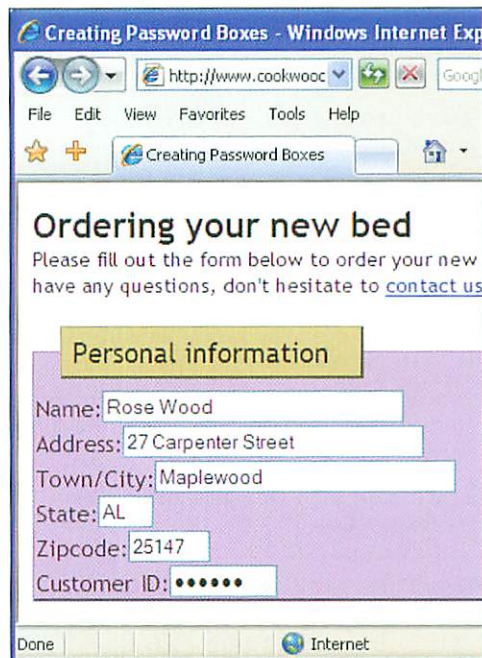 Creating Password Boxes - Windows Internet Exp
http://www.cookwooc
Goog
File Edit View Favorites Tools Help
Creating Password Boxes
Ordering your new bed
Please fill out the form below to order your new
have any questions, don't hesitate to contact us
Personal information
Name: Rose Wood
Address: 27 Carpenter Street
Town/City: Maplewood
State: AL
Zipcode: 25147
Customer ID: ●●●●●●
Done Internet